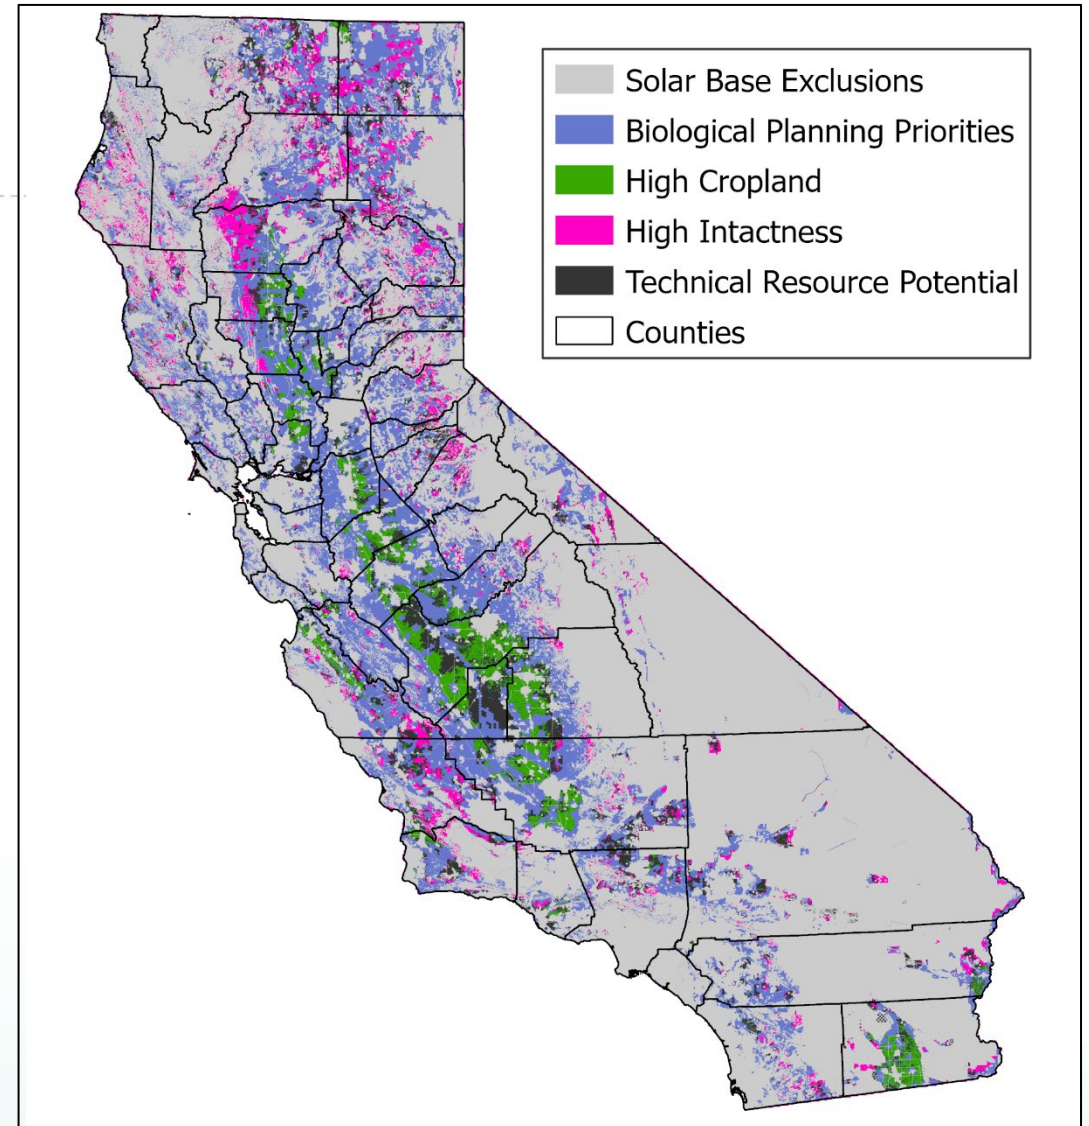 Solar Base Exclusions
Biological Planning Priorities
High Cropland
High Intactness
Technical Resource Potential
Counties